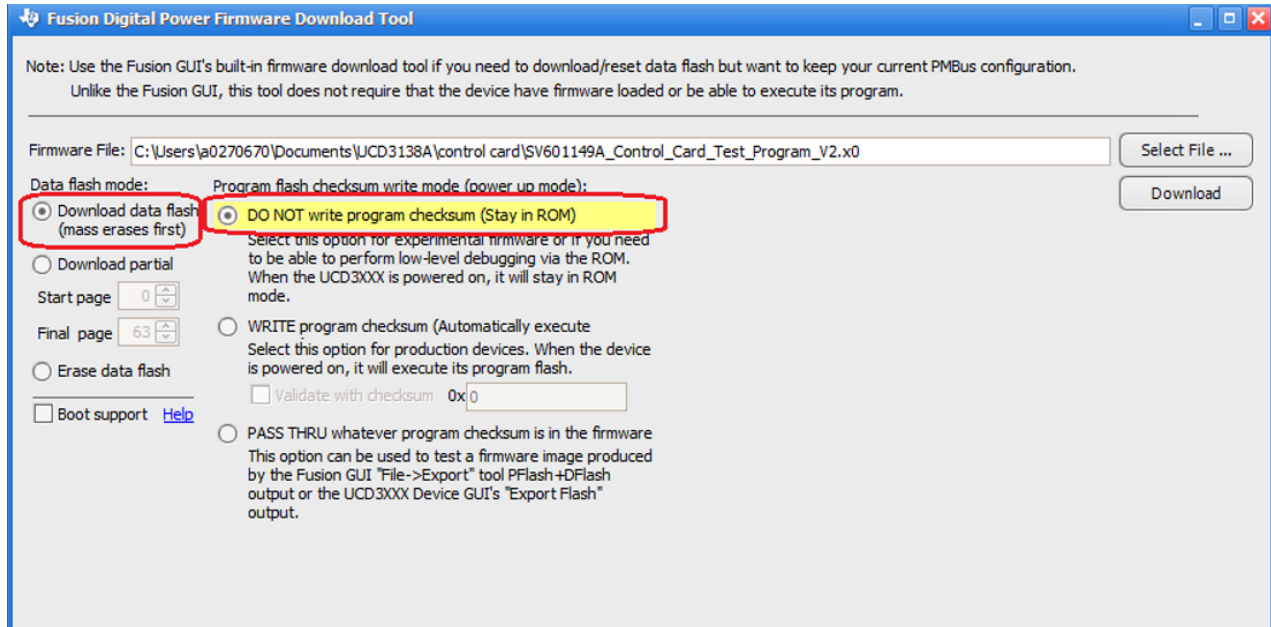 Fusion Digital Power Firmware Download Tool
Note: Use the Fusion GUI's built-in firmware download tool if you need to download/reset data flash but want to keep your current PMBus configuration.
Unlike the Fusion GUI, this tool does not require that the device have firmware loaded or be able to execute its program.
Firmware File: C:\Users\a0270670\Documents\UCD3138A\control card\SV601149A_Control_Card_Test_Program_V2.x0
Select File ...
Download
Data flash mode:
Download data flash
(mass erases first)
Download partial
Start page 0
Final page 63
Erase data flash
Boot support Help
Program flash checksum write mode (power up mode):
DO NOT write program checksum (Stay in ROM)
Select this option for experimental firmware or if you need
to be able to perform low-level debugging via the ROM.
When the UCD3XXX is powered on, it will stay in ROM
mode.
WRITE program checksum (Automatically execute
Select this option for production devices. When the device
is powered on, it will execute its program flash.
Validate with checksum 0x 0
PASS THRU whatever program checksum is in the firmware
This option can be used to test a firmware image produced
by the Fusion GUI "File->Export" tool PFlash+DFlash
output or the UCD3XXX Device GUI's "Export Flash"
output.